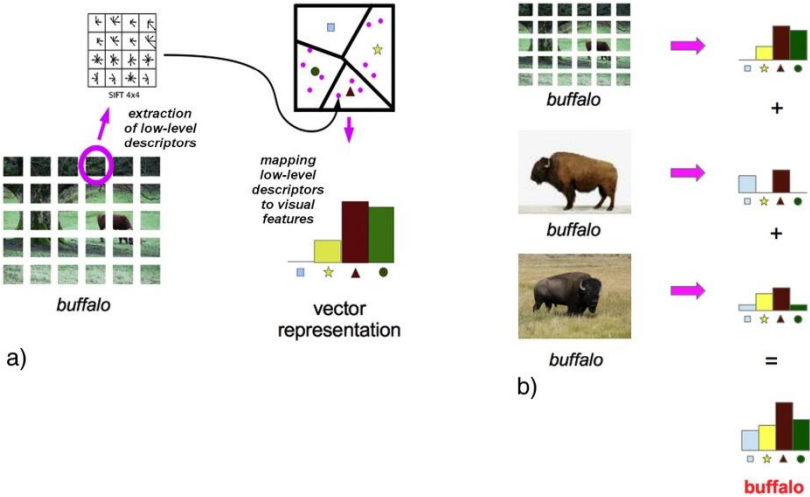 SIFT 4x4
extraction
of low-level
descriptors
mapping
low-level
descriptors
to visual
features
buffalo
vector
representation
a)
buffalo
+
buffalo
+
buffalo
=
b)
buffalo